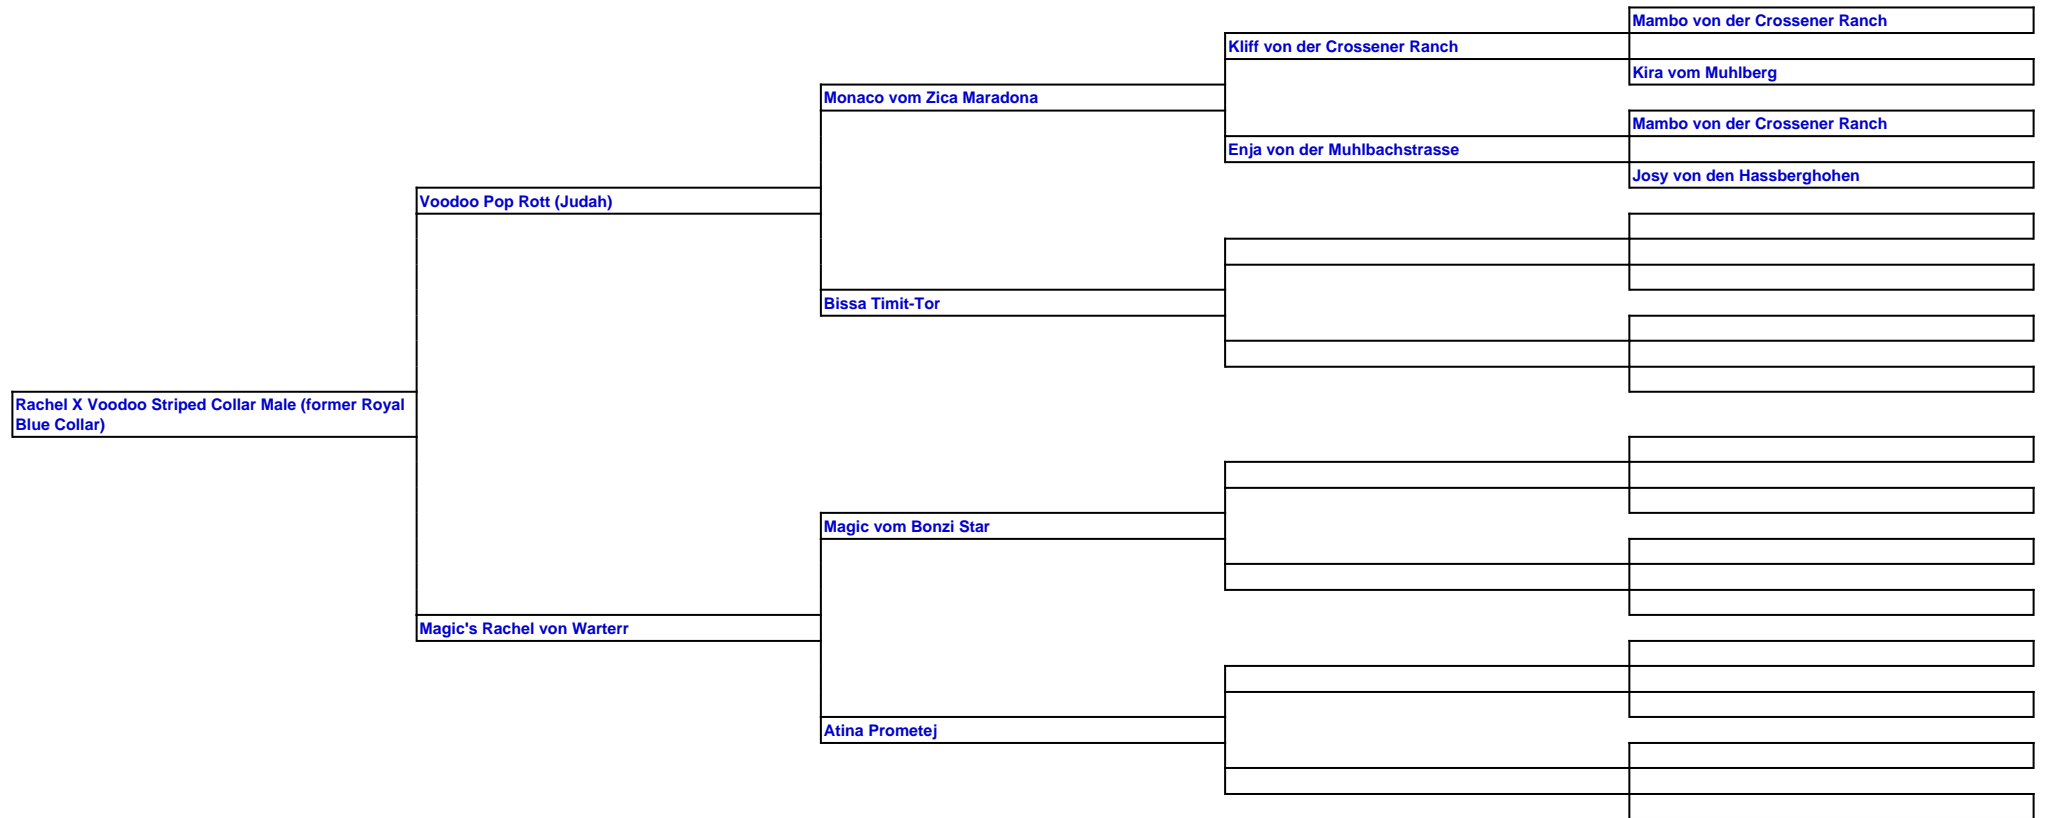 Mambo von der Crossener Ranch
Kliff von der Crossener Ranch
Kira vom Muhlberg
Monaco vom Zica Maradona
Mambo von der Crossener Ranch
Enja von der Muhlbachstrasse
Josy von den Hassberghohen
Voodoo Pop Rott (Judah)
Bissa Timit-Tor
Rachel X Voodoo Striped Collar Male (former Royal
Blue Collar)
Magic vom Bonzi Star
Magic's Rachel von Warterr
Atina Prometej